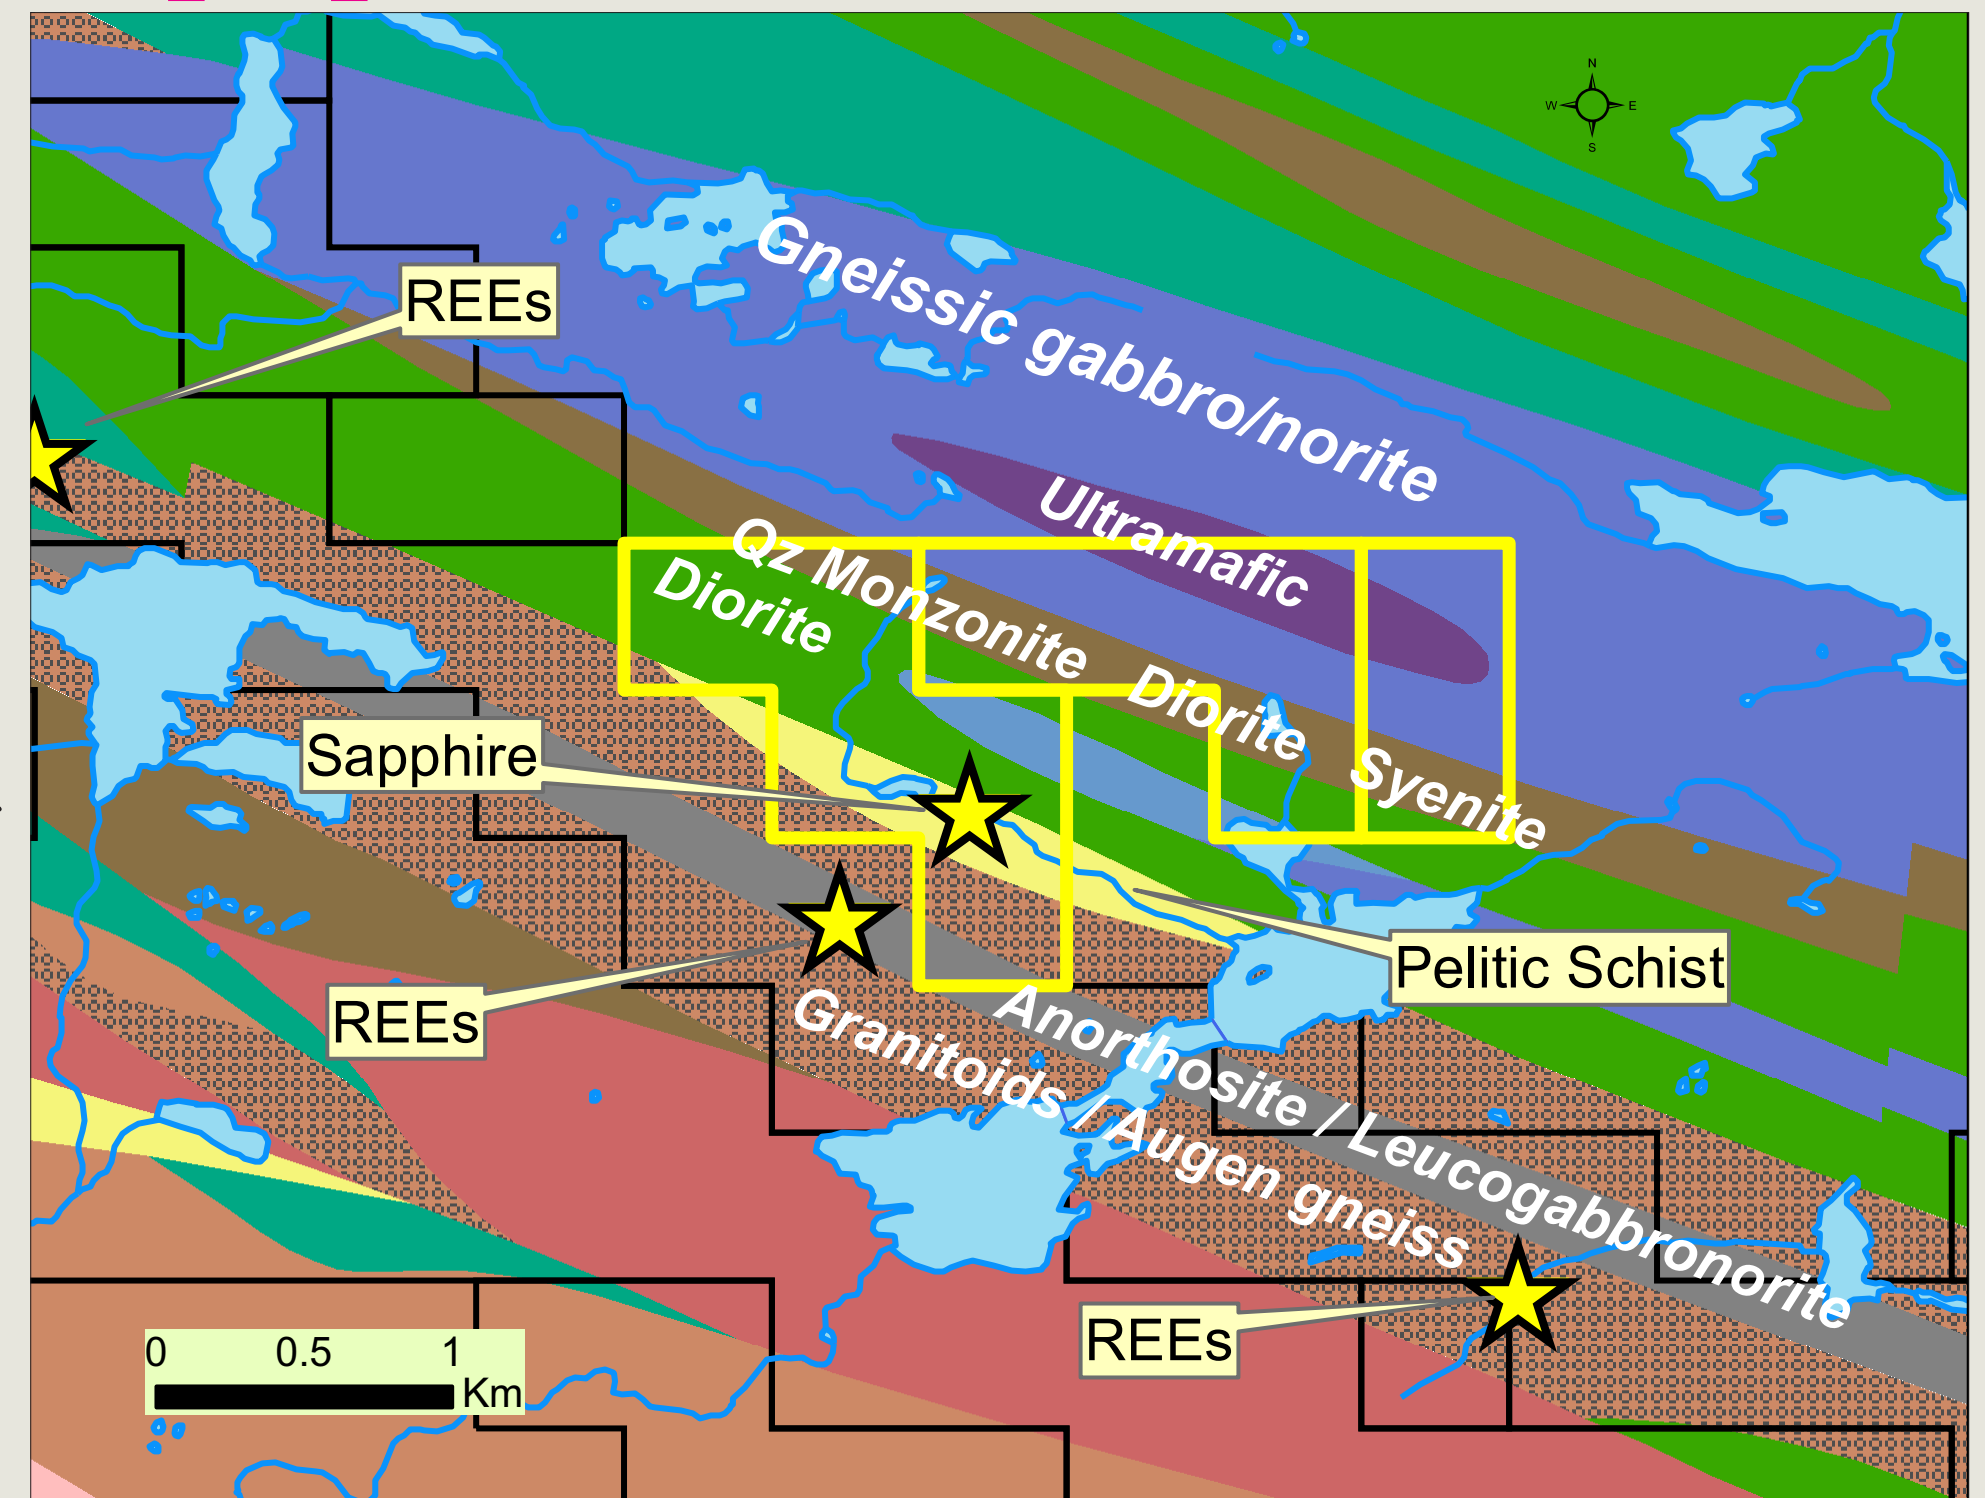 N
W E
S
REEs
Gneissic gabbro/norite
Ultramafic
Qz Monzonite
Diorite
Diorite
Syenite
Sapphire
Pelitic Schist
REEs
Anorthosite / Leucogabbronorite
Granitoids / Augen gneiss
REEs
0 0.5 1
Km